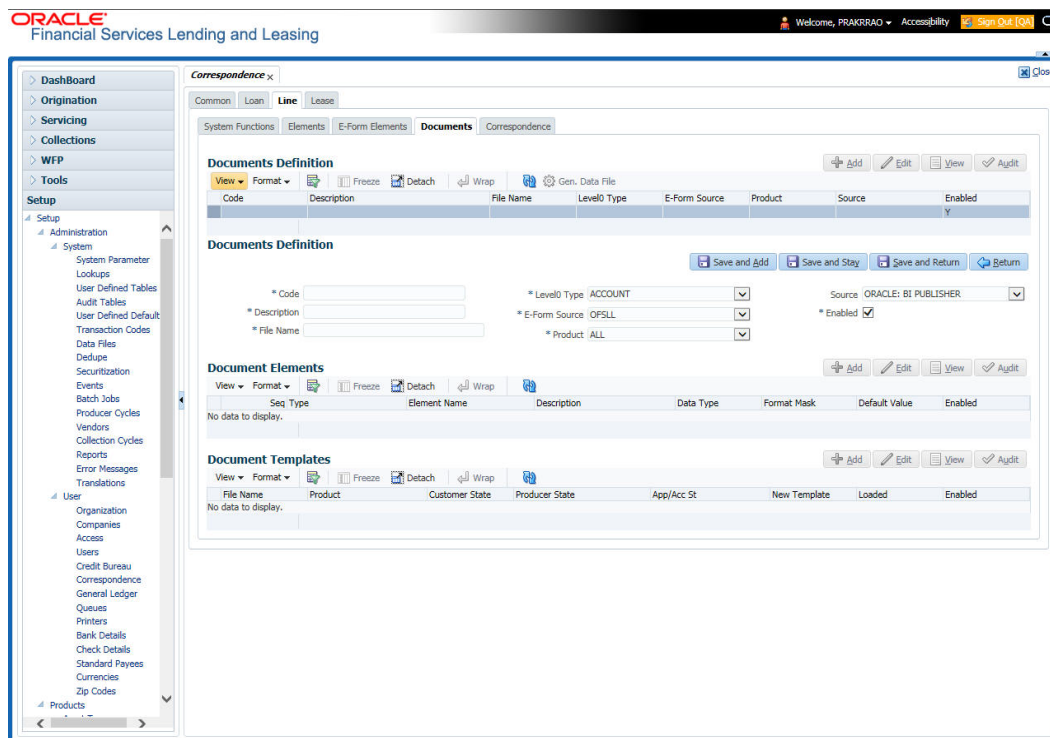 ORACLE
Financial Services Lending and Leasing
Welcome, PRAKRRAO Accessibility Sign Out [QA]
Close
DashBoard
Origination
Servicing
Collections
WFP
Tools
Setup
Setup
Administration
System
System Parameter
Lookups
User Defined Tables
Audit Tables
User Defined Default
Transaction Codes
Data Files
Dedupe
Securitization
Events
Batch Jobs
Producer Cycles
Vendors
Collection Cycles
Reports
Error Messages
Translations
User
Organization
Companies
Access
Users
Credit Bureau
Correspondence
General Ledger
Queues
Printers
Bank Details
Check Details
Standard Payees
Currencies
Zip Codes
Products
Correspondence x
Common Loan Line Lease
System Functions Elements E-Form Elements Documents Correspondence
Documents Definition
Add Edit View Audit
View Format Freeze Detach Wrap Gen. Data File
Code Description File Name Level0 Type E-Form Source Product Source Enabled
Y
Documents Definition
Save and Add Save and Stay Save and Return Return
* Code * Level0 Type ACCOUNT Source ORACLE: BI PUBLISHER
* Description * E-Form Source OFSLL * Enabled
* File Name * Product ALL
Document Elements
Add Edit View Audit
View Format Freeze Detach Wrap
Seq Type Element Name Description Data Type Format Mask Default Value Enabled
No data to display.
Document Templates
Add Edit View Audit
View Format Freeze Detach Wrap
File Name Product Customer State Producer State App/Acc St New Template Loaded Enabled
No data to display.